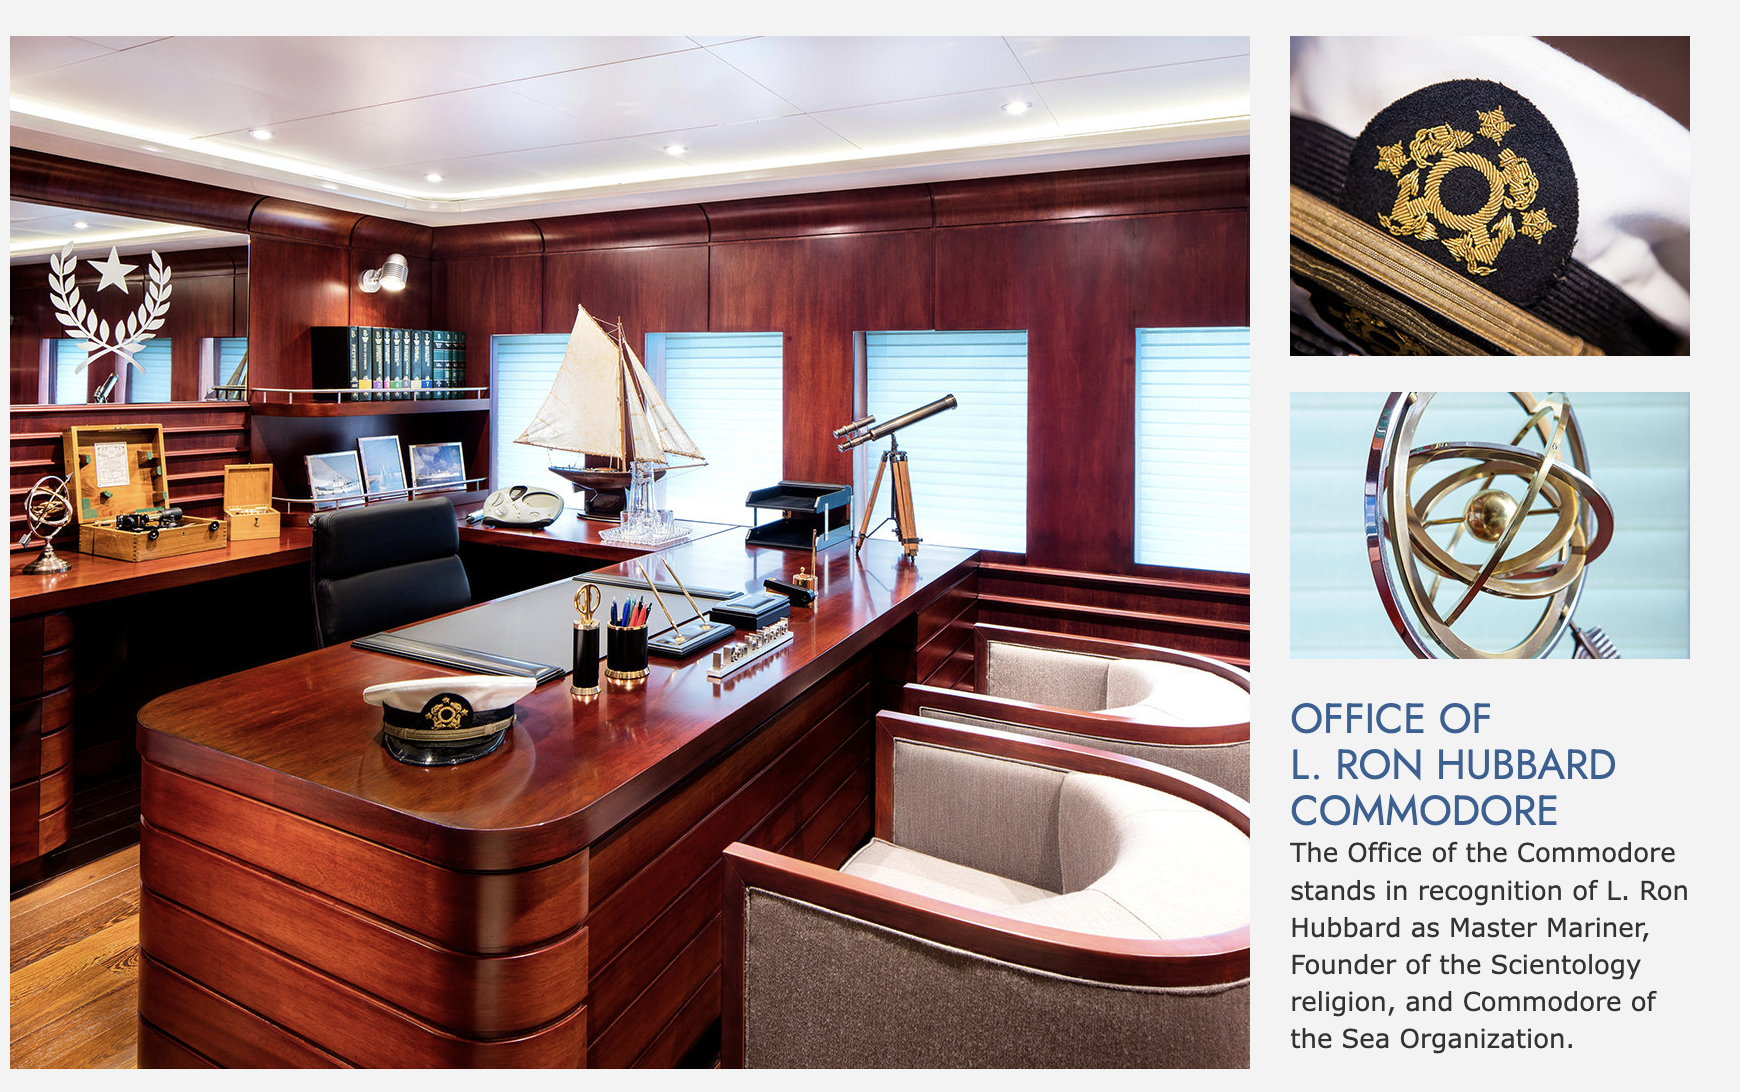 OFFICE OF
L. RON HUBBARD
COMMODORE
The Office of the Commodore
stands in recognition of L. Ron
Hubbard as Master Mariner,
Founder of the Scientology
religion, and Commodore of
the Sea Organization.